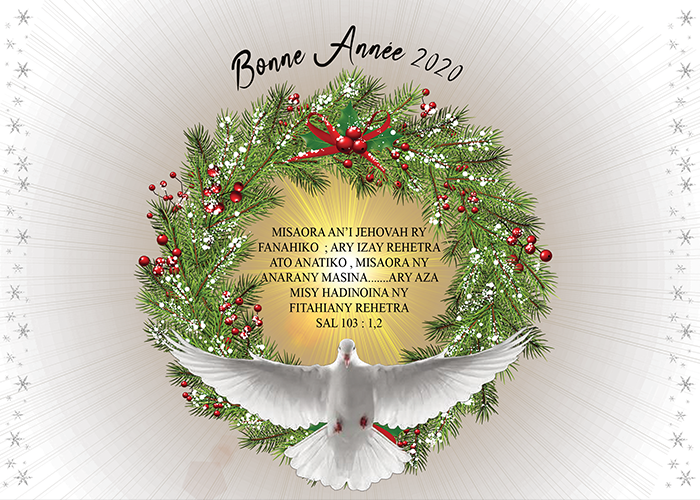 Bonne Année 2020
MISAORA AN'I JEHOVAH RY
FANAHIKO ; ARY IZAY REHETRA
ATO ANATIKO , MISAORA NY
ANARANY MASINA.......ARY AZA
MISY HADINOINA NY
FITAHIANY REHETRA
SAL 103 : 1,2